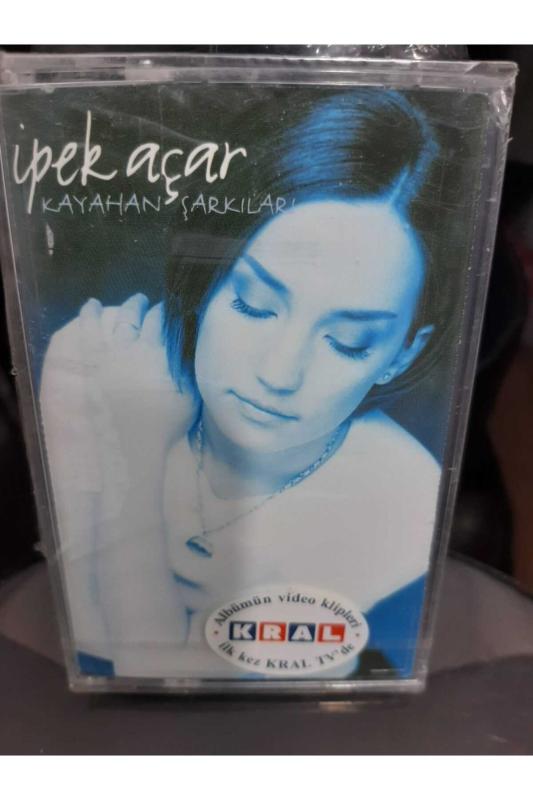 ipek açar
KAYAHAN ŞARKILARI
Albümün video klipleri
KRAL
ilk kez KRAL TV'de